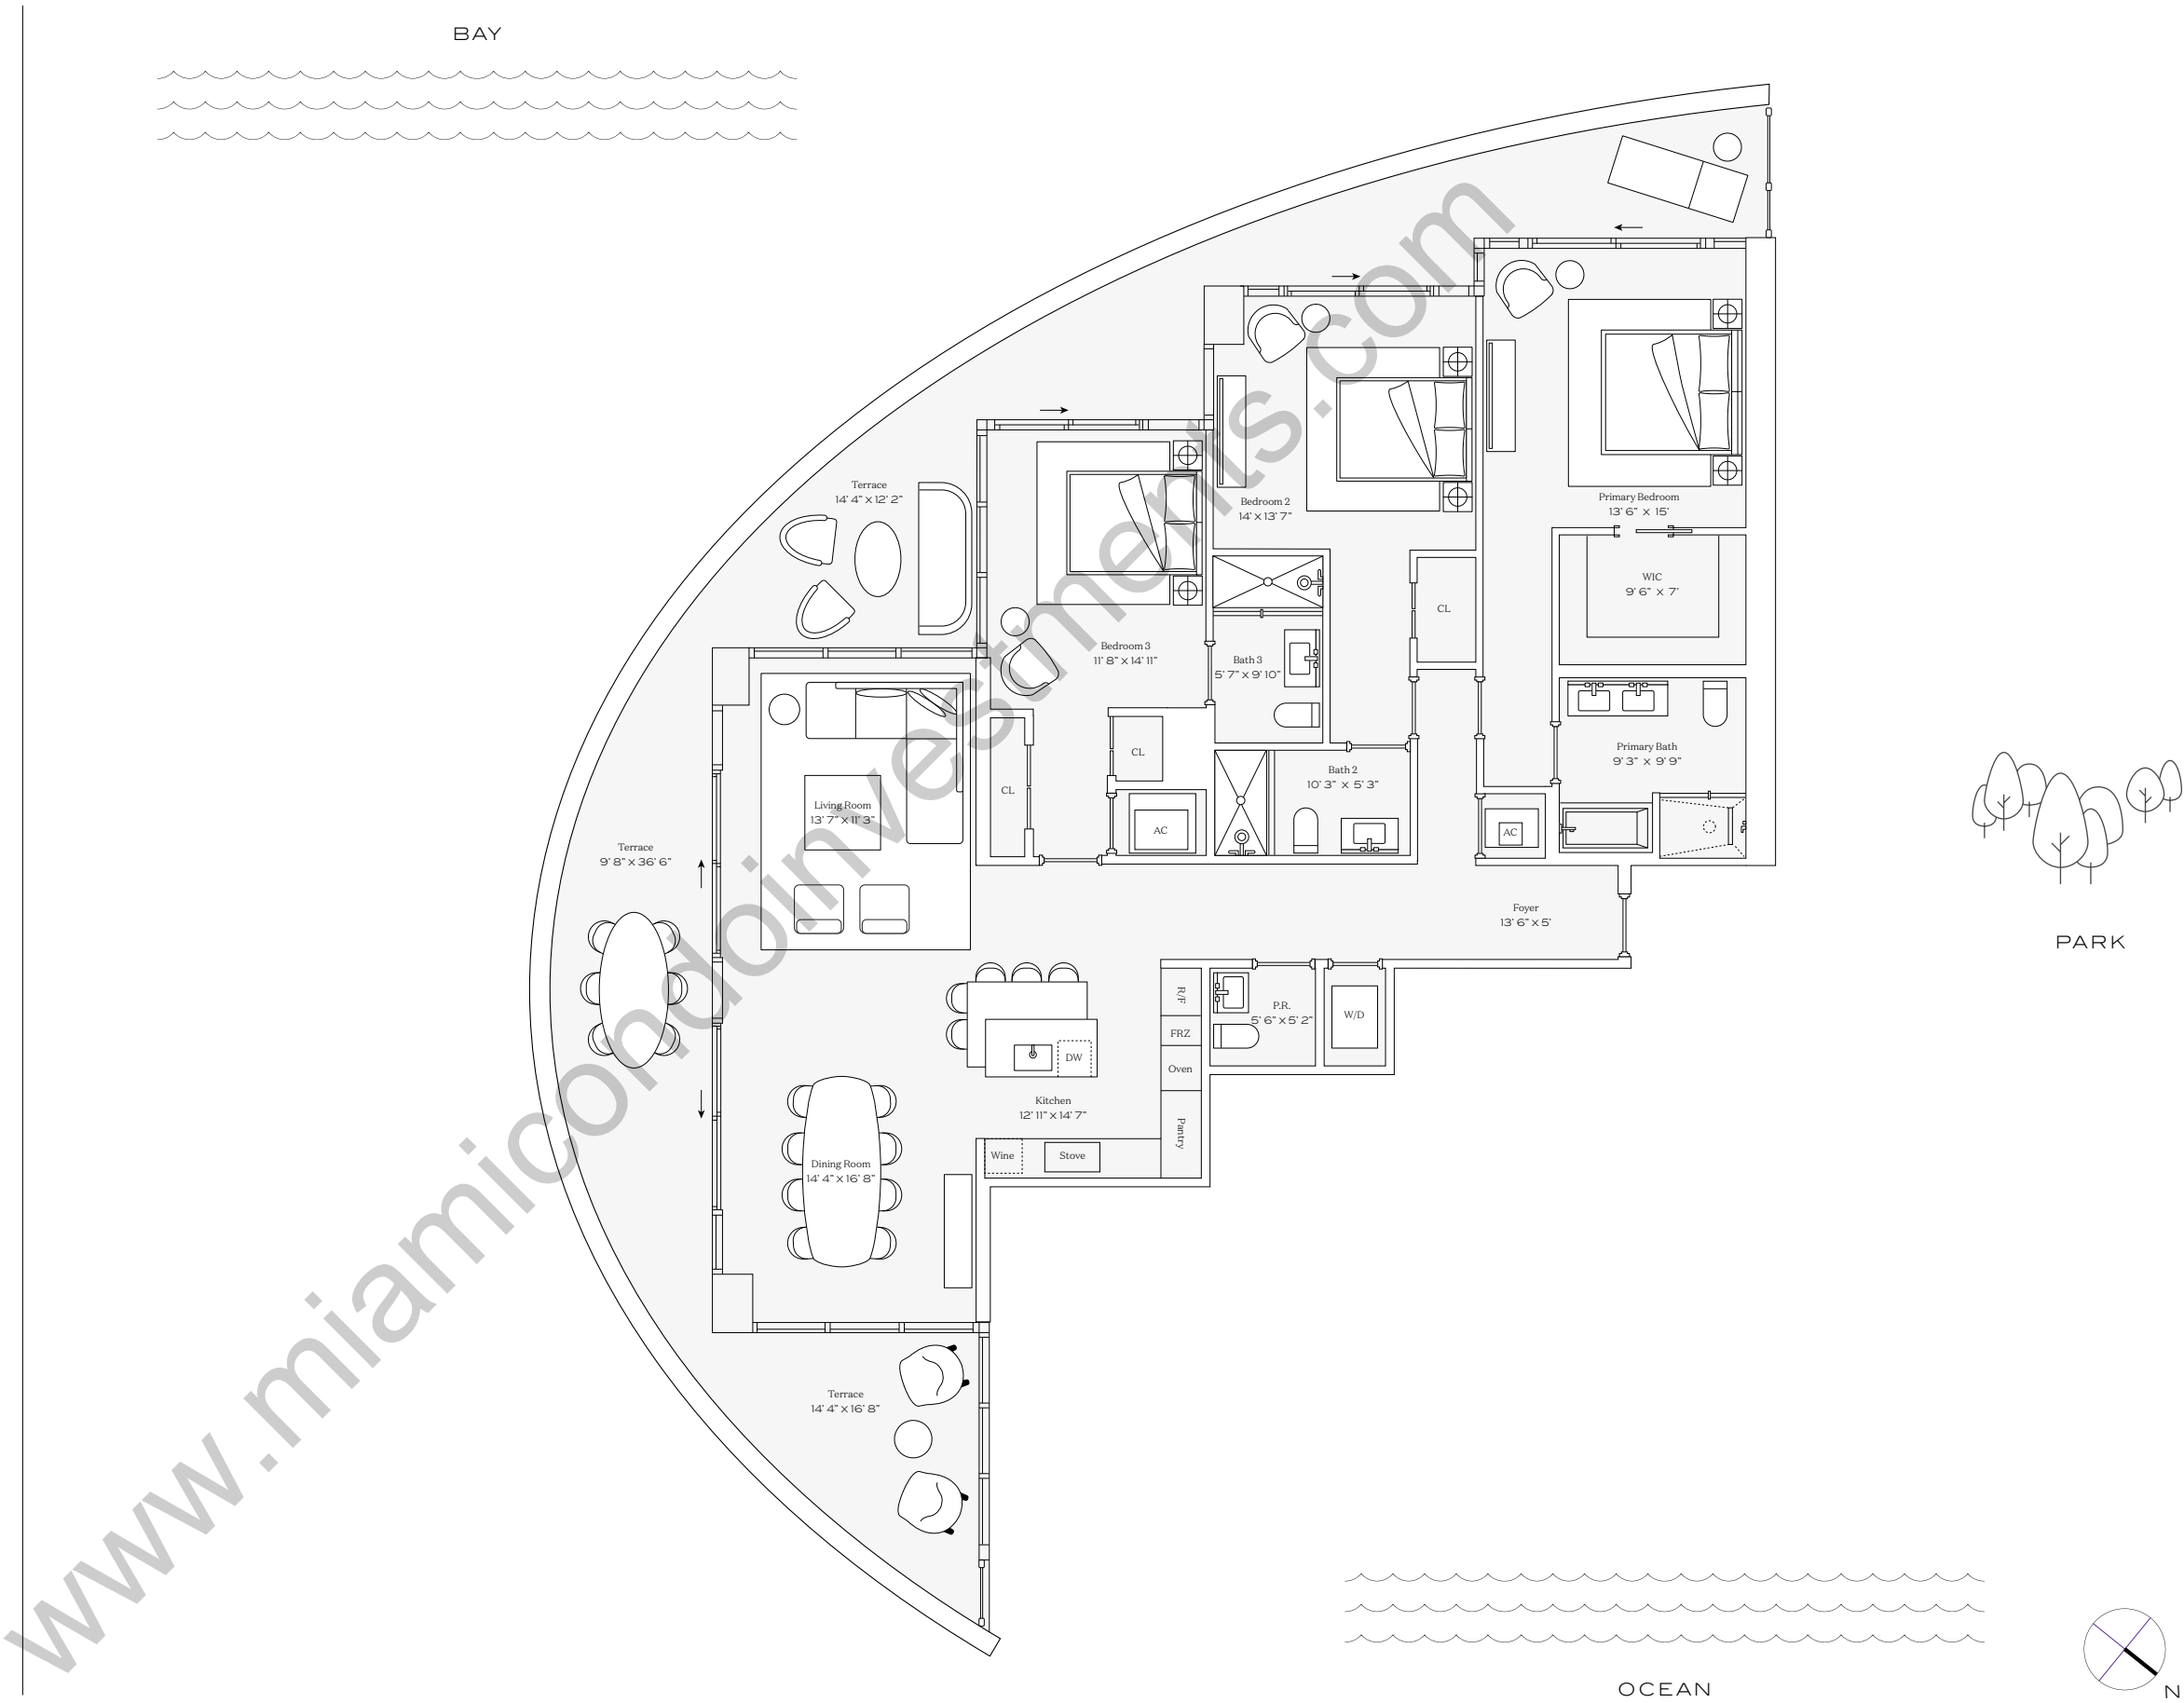 BAY
Terrace
14' 4" x 12' 2"
Bedroom 2
14' x 13' 7"
Primary Bedroom
13' 6" x 15'
WIC
9' 6" x 7'
CL
Bedroom 3
11' 8" x 14' 11"
Bath 3
5' 7" x 9' 10"
CL
Bath 2
10' 3" x 5' 3"
Primary Bath
9' 3" x 9' 9"
CL
Living Room
13' 7" x 11' 3"
AC
AC
Terrace
9' 8" x 36' 6"
Foyer
13' 6" x 5'
PARK
R/F
P.R.
5' 6" x 5' 2"
W/D
FRZ
DW
Oven
Kitchen
12' 11" x 14' 7"
Pantry
Wine
Stove
Dining Room
14' 4" x 16' 8"
Terrace
14' 4" x 16' 8"
OCEAN
N
www.miamicondoinvestments.com